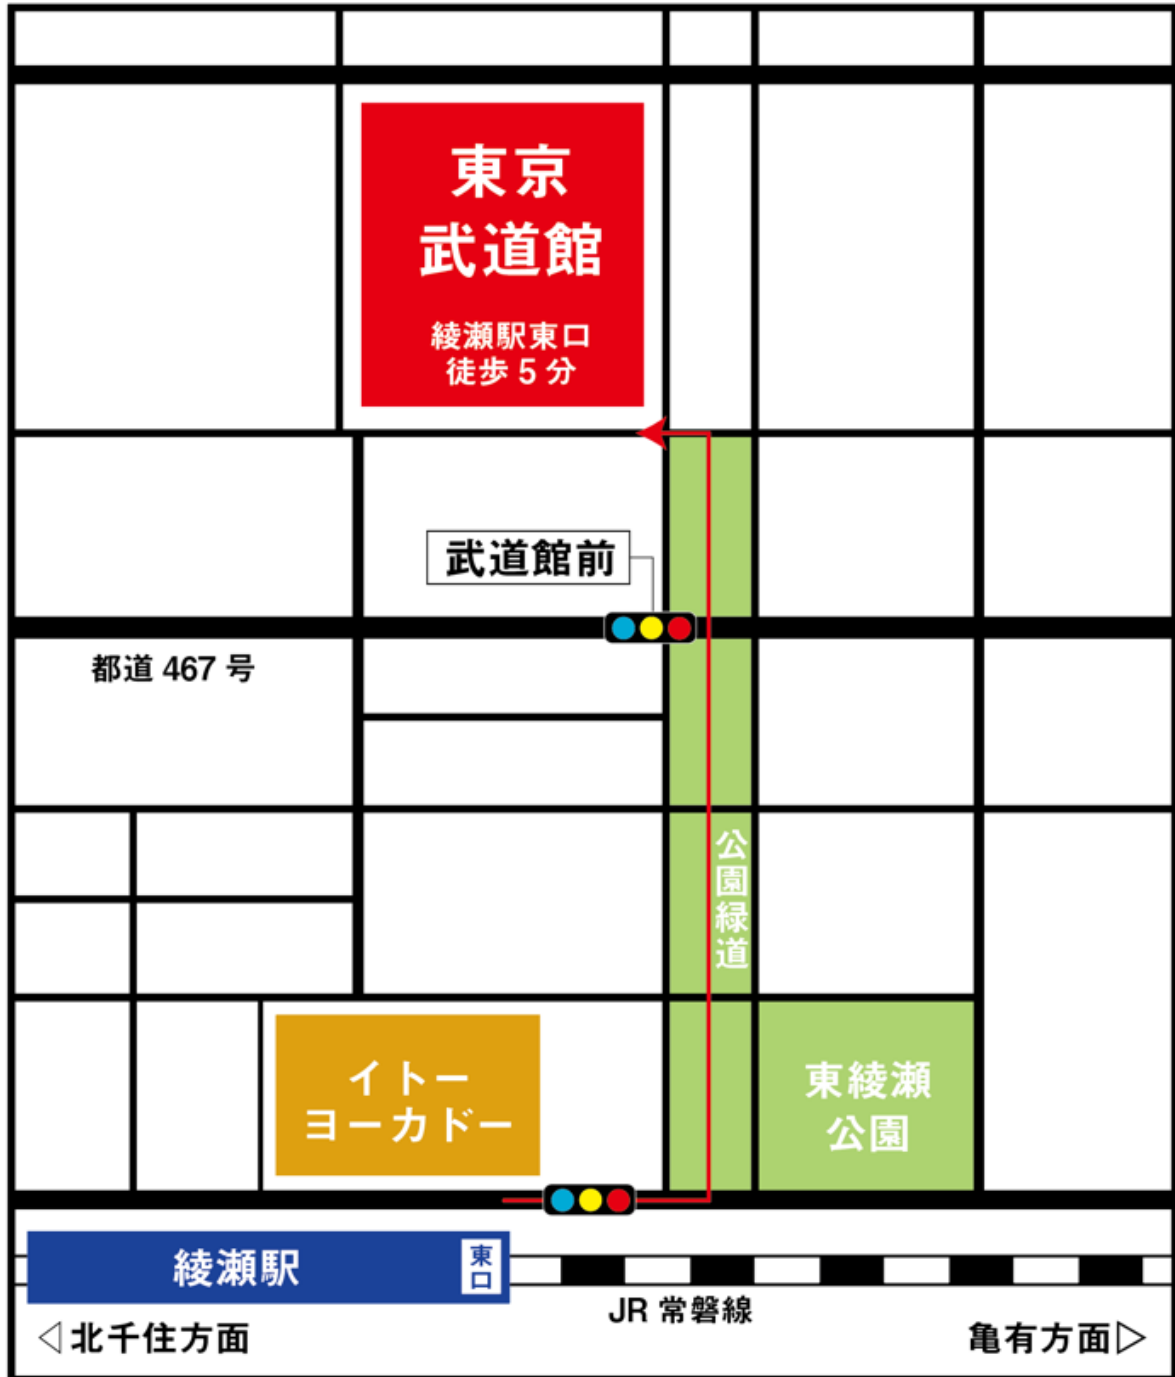 東京
武道館
綾瀬駅東口
徒歩 5 分
武道館前
都道 467 号
公園緑道
イトー
ヨーカドー
東綾瀬
公園
綾瀬駅
東口
JR 常磐線
◁北千住方面
亀有方面▷